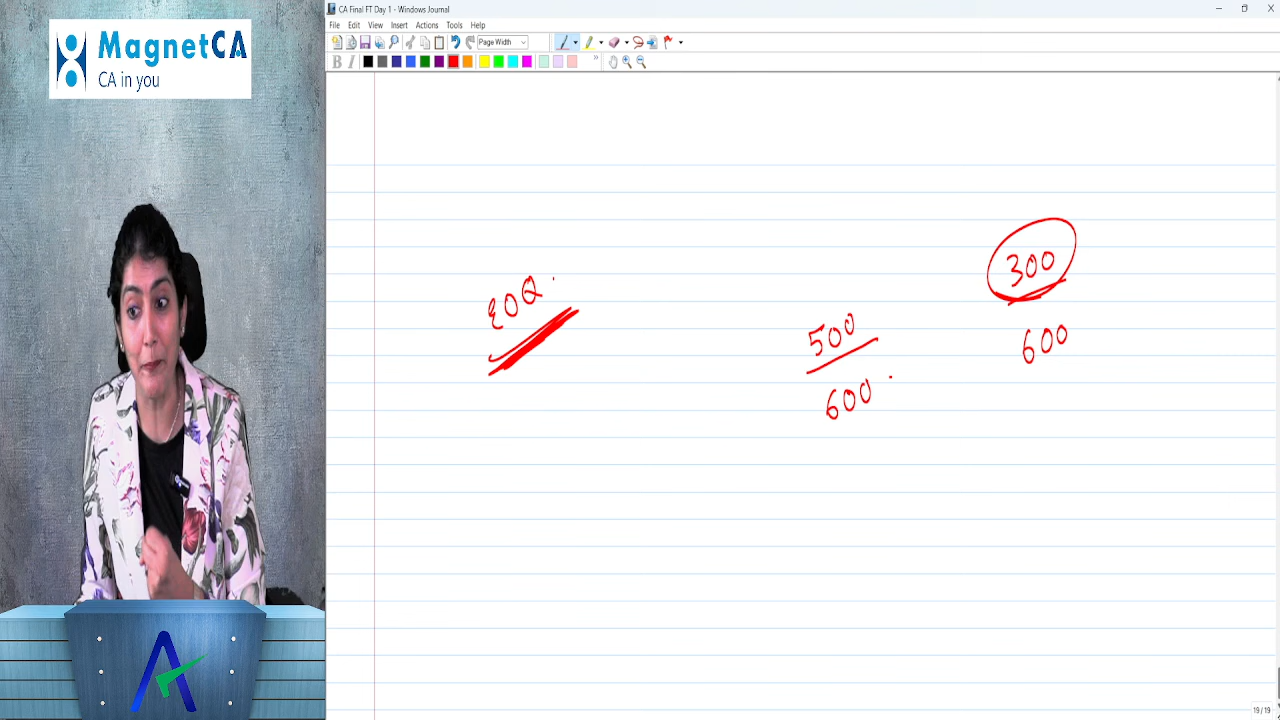 MagnetCA
CA in you
CA Final FT Day 1 - Windows Journal
File Edit View Insert Actions Tools Help
Page Width
B I
EOQ.
500
600
300
600
19/19